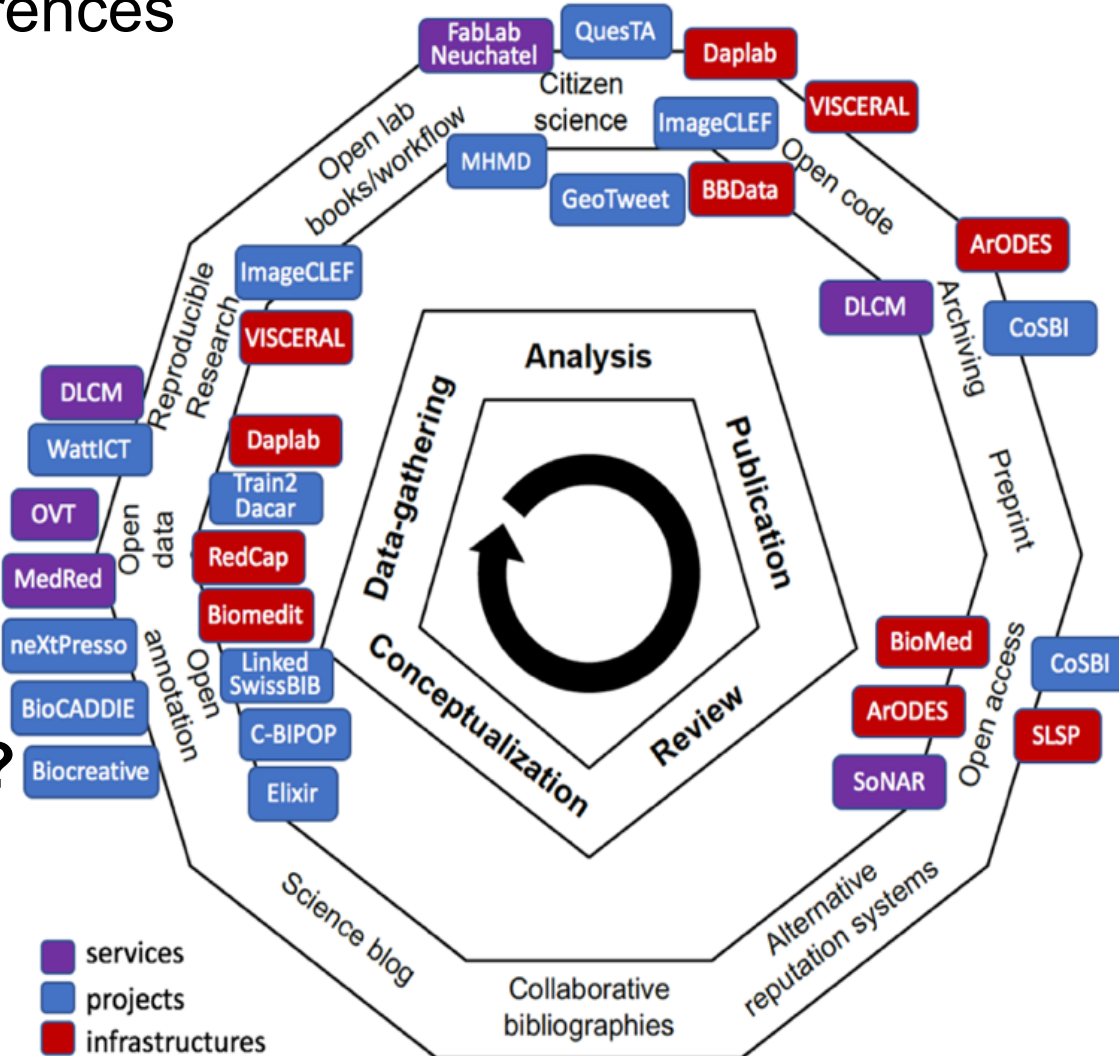 rences
FabLab
Neuchatel
QuesTA
Daplab
VISCERAL
Citizen
science
ImageCLEF
MHMD
GeoTweet
BBData
Open lab
books/workflow
Open code
ArODES
CoSBI
DLCM
Archiving
ImageCLEF
VISCERAL
Reproducible
Research
DLCM
WattICT
OVT
MedRed
Open
data
Daplab
Train2
Dacar
RedCap
Biomedit
Linked
SwissBIB
C-BIPOP
Elixir
neXtPresso
BioCADDIE
Biocreative
Open
annotation
?
Analysis
Data-gathering
Publication
Conceptualization
Review
Preprint
BioMed
ArODES
SoNAR
Open access
CoSBI
SLSP
Science blog
Collaborative
bibliographies
Alternative
reputation systems
services
projects
infrastructures